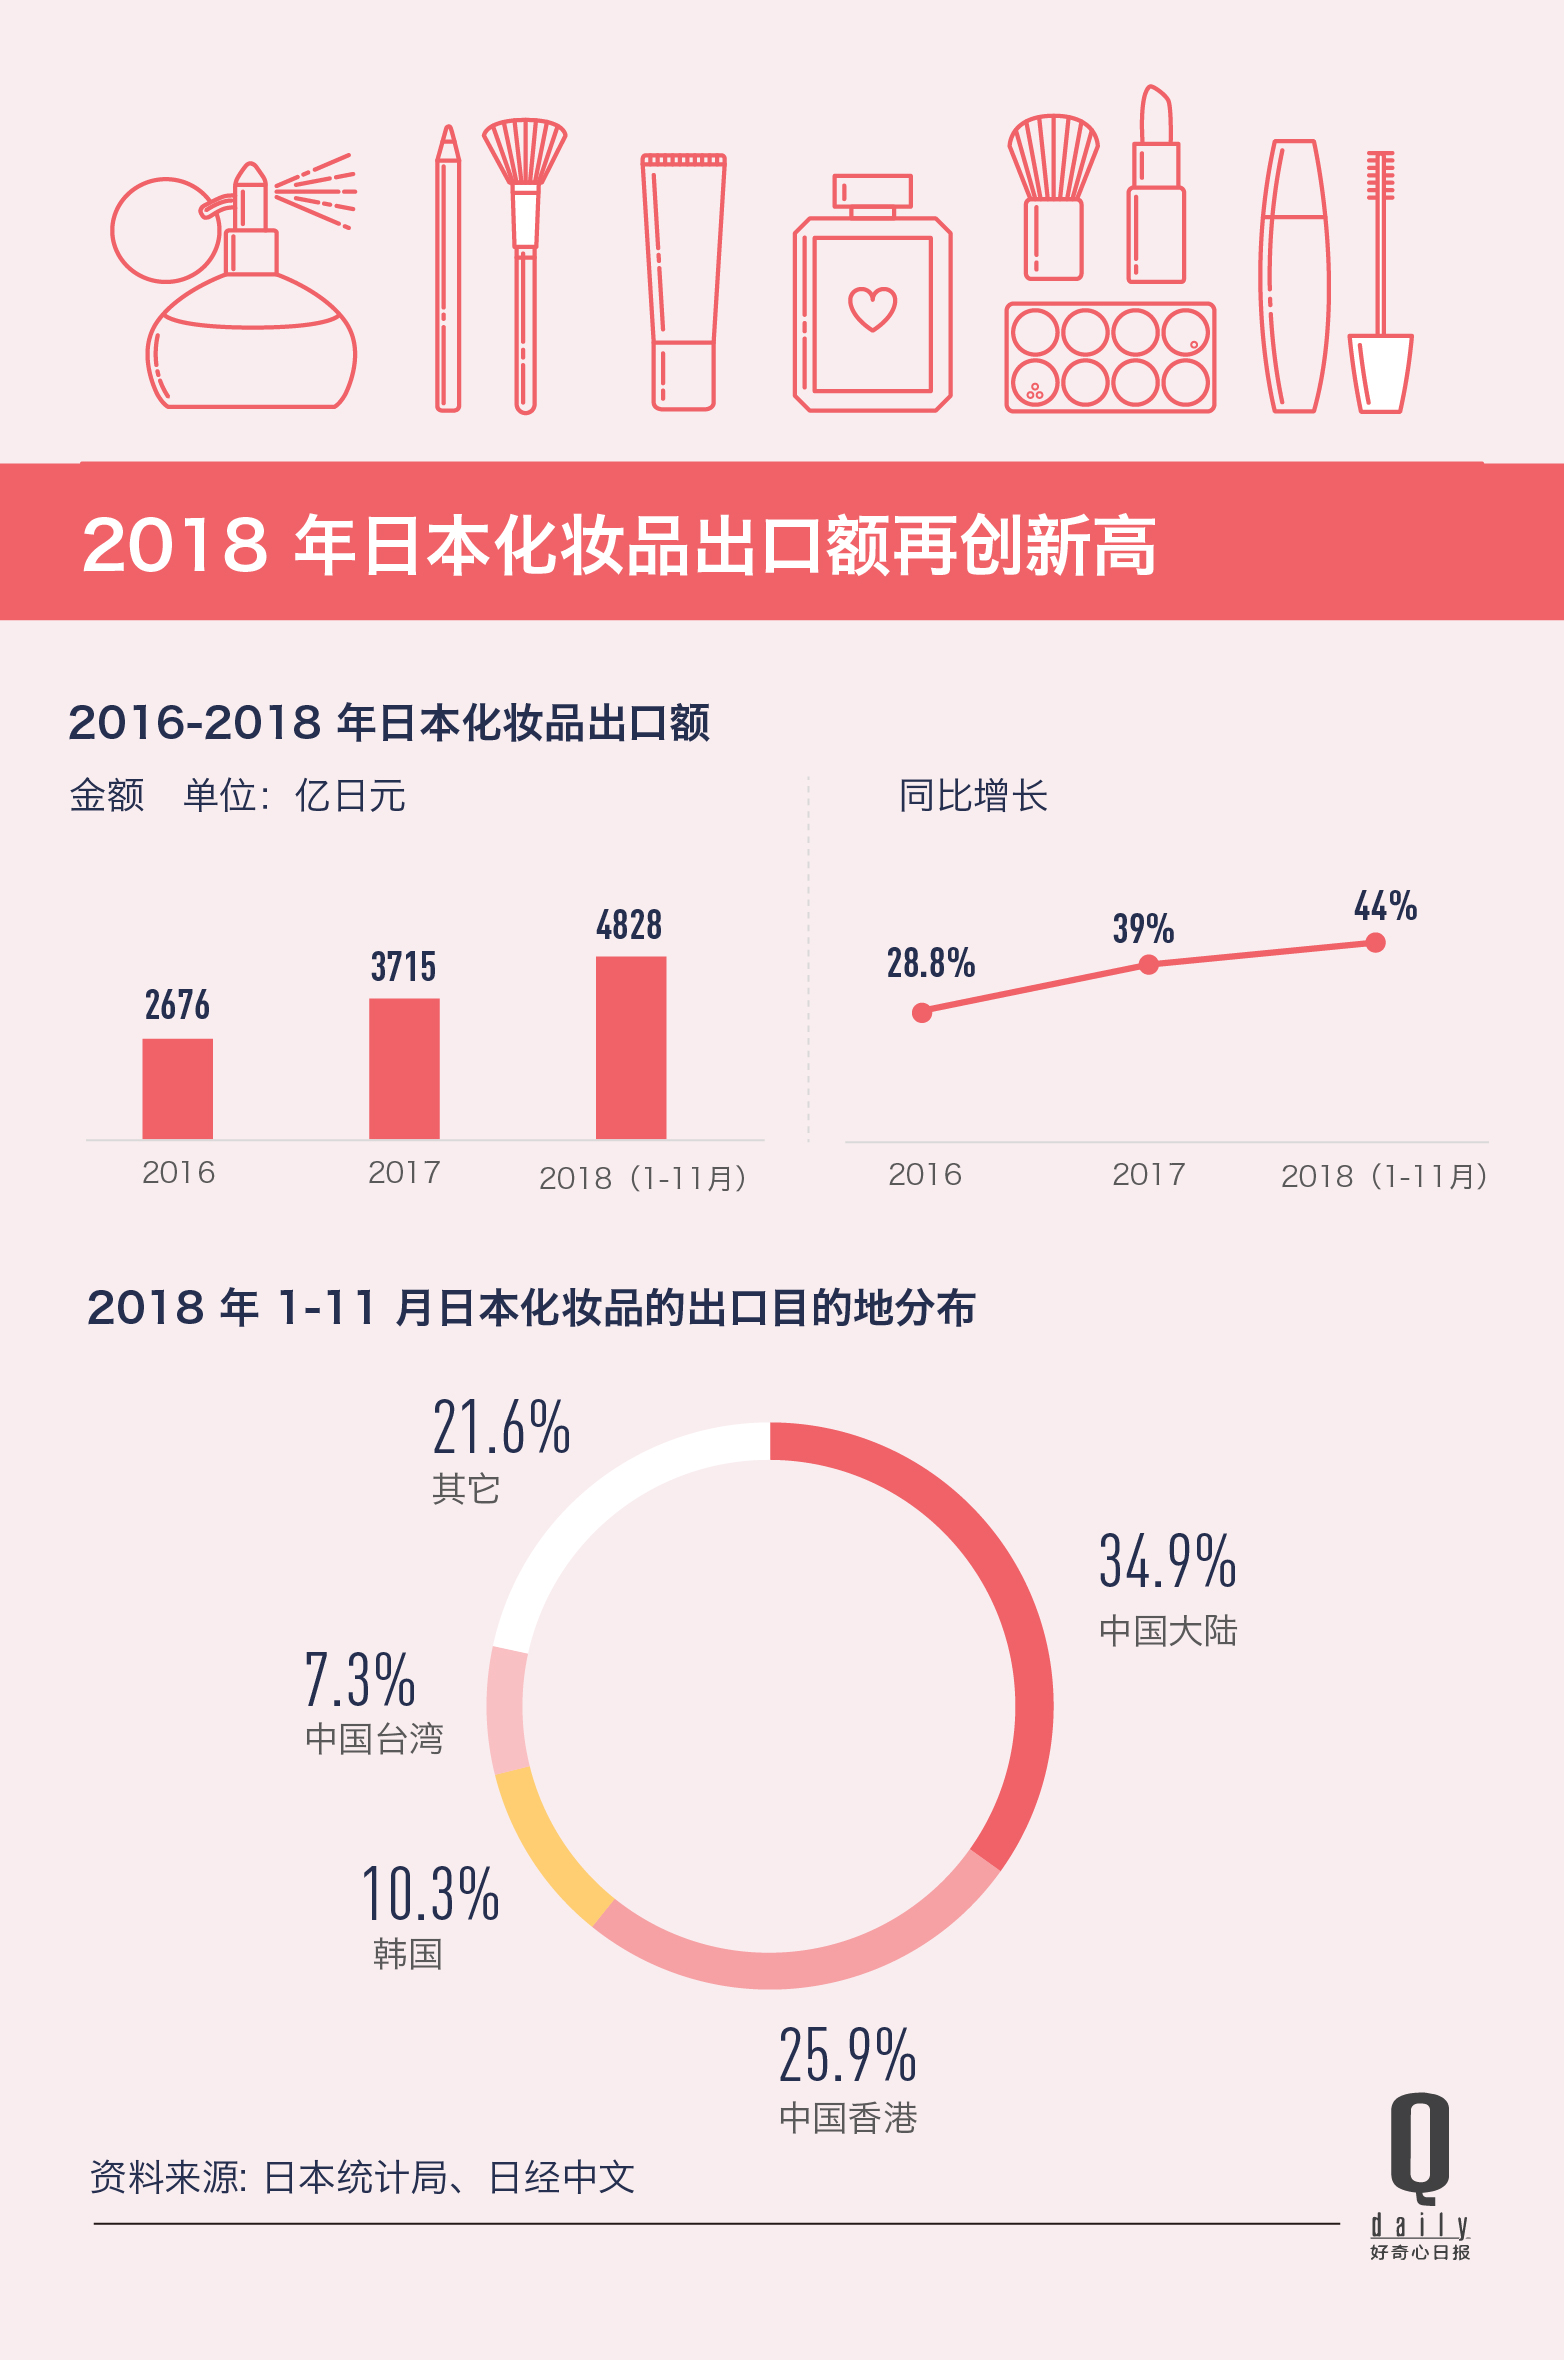 2018 年日本化妆品出口额再创新高
2016-2018 年日本化妆品出口额
金额 单位：亿日元
同比增长
2676
3715
4828
2016
2017
2018（1-11月）
28.8%
39%
44%
2016
2017
2018（1-11月）
2018 年 1-11 月日本化妆品的出口目的地分布
21.6%
其它
34.9%
中国大陆
7.3%
中国台湾
10.3%
韩国
25.9%
中国香港
资料来源: 日本统计局、日经中文
Q
daily
好奇心日报